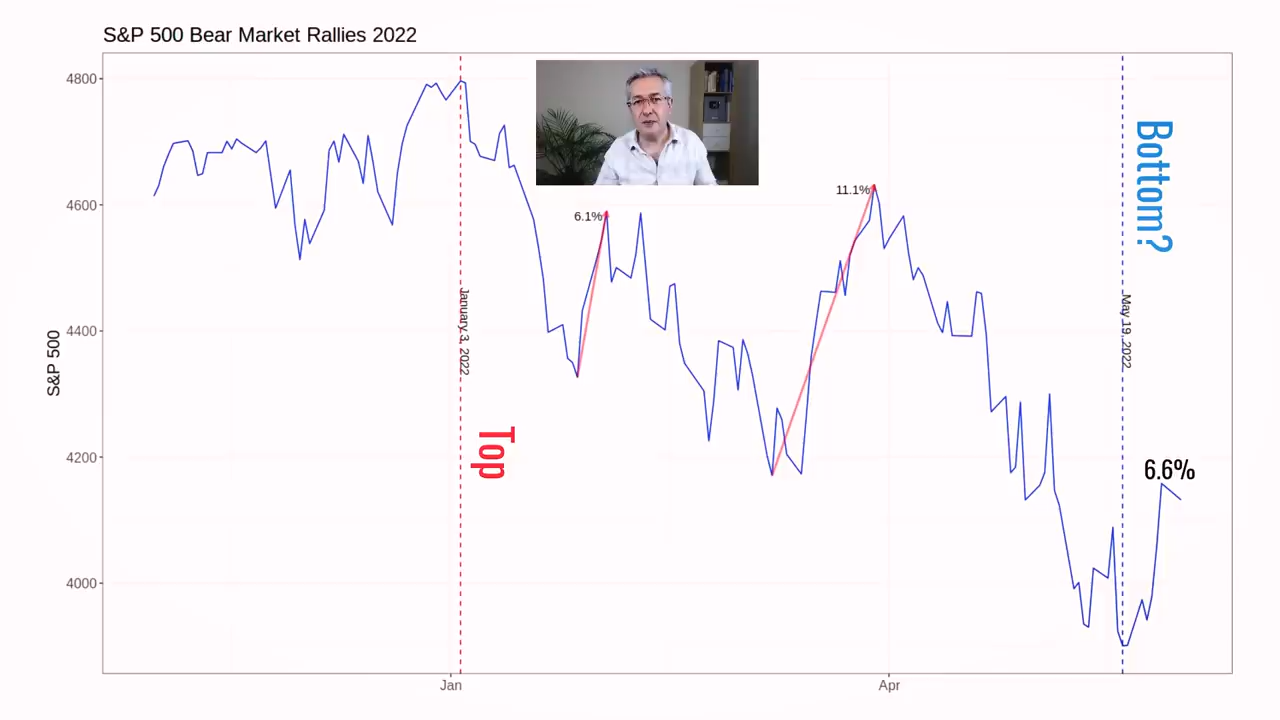 S&P 500 Bear Market Rallies 2022
4800
4600
4400
4200
4000
S&P 500
Jan
Apr
January 3, 2022
Top
6.1%
11.1%
May 19, 2022
Bottom?
6.6%